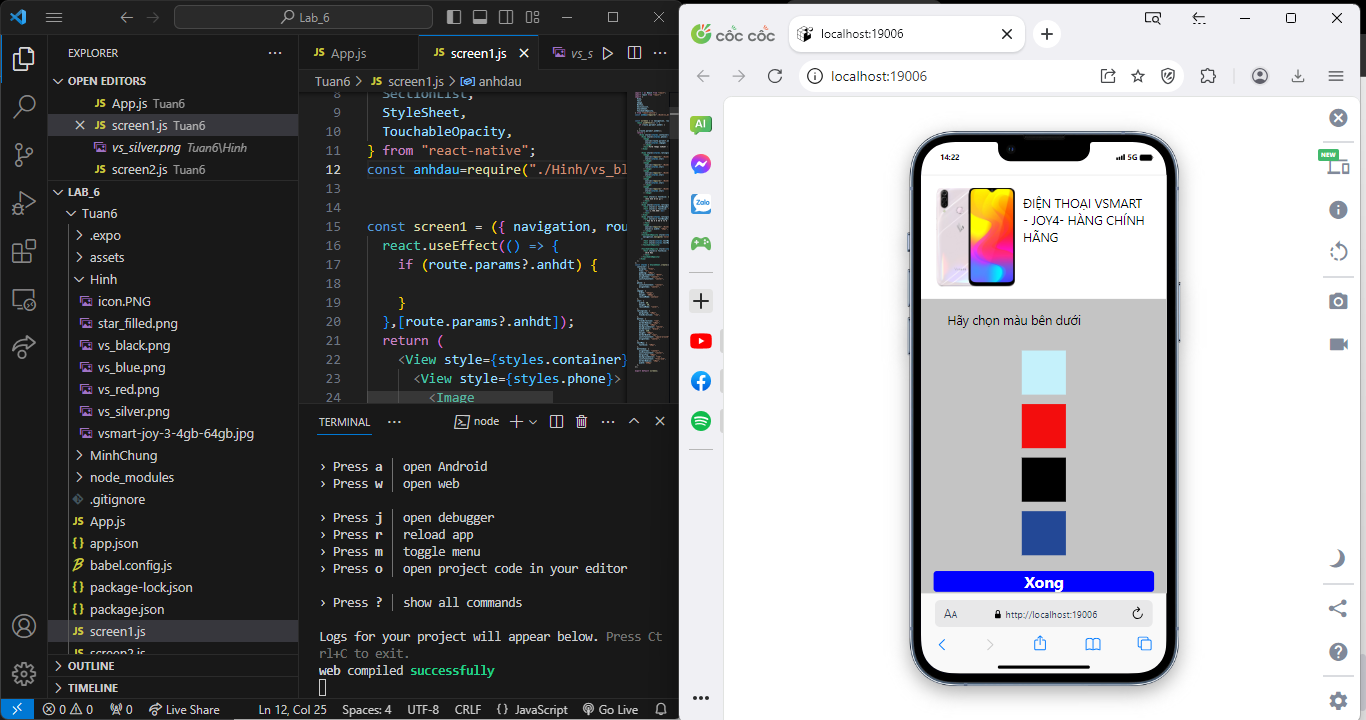 Lab_6
EXPLORER
OPEN EDITORS
JS App.js Tuan6
JS screen1.js Tuan6
vs_silver.png Tuan6\Hinh
JS screen2.js Tuan6
LAB_6
Tuan6
.expo
assets
Hinh
icon.PNG
star_filled.png
vs_black.png
vs_blue.png
vs_red.png
vs_silver.png
vsmart-joy-3-4gb-64gb.jpg
MinhChung
node_modules
.gitignore
JS App.js
{} app.json
babel.config.js
{} package-lock.json
{} package.json
JS screen1.js
JS screen2.js
OUTLINE
TIMELINE
JS App.js
JS screen1.js
vs_s
Tuan6 > JS screen1.js > anhdau
8 SectionList,
9 StyleSheet,
10 TouchableOpacity,
11 } from "react-native";
12 const anhdau=require("./Hinh/vs_bl
13
14
15 const screen1 = ({ navigation, rou
16 react.useEffect(() => {
17 if (route.params?.anhdt) {
18
19 }
20 },[route.params?.anhdt]);
21 return (
22 <View style={styles.container}
23 <View style={styles.phone}>
24 <Image
TERMINAL
node
› Press a │ open Android
› Press w │ open web
› Press j │ open debugger
› Press r │ reload app
› Press m │ toggle menu
› Press o │ open project code in your editor
› Press ? │ show all commands
Logs for your project will appear below. Press Ct
rl+C to exit.
web compiled successfully
0 0 0 Live Share Ln 12, Col 25 Spaces: 4 UTF-8 CRLF {} JavaScript Go Live
cốc cốc
localhost:19006
localhost:19006
AI
Zalo
NEW
14:22
5G
ĐIỆN THOẠI VSMART
- JOY4- HÀNG CHÍNH
HÃNG
Hãy chọn màu bên dưới
Xong
AA http://localhost:19006